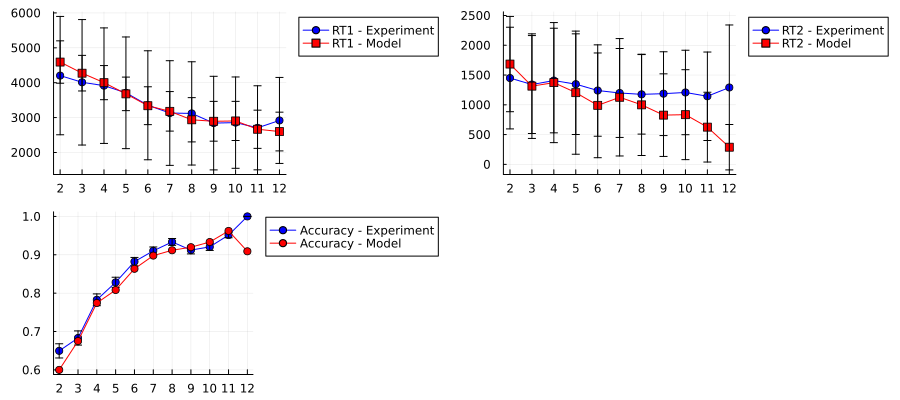 6000
5000
4000
3000
2000
2 3 4 5 6 7 8 9 10 11 12
RT1 - Experiment
RT1 - Model
2500
2000
1500
1000
500
0
2 3 4 5 6 7 8 9 10 11 12
RT2 - Experiment
RT2 - Model
1.0
0.9
0.8
0.7
0.6
2 3 4 5 6 7 8 9 10 11 12
Accuracy - Experiment
Accuracy - Model